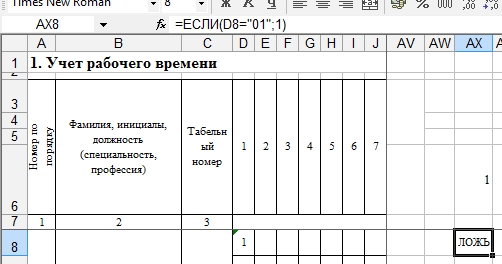 Times New Roman 8 Ж К Ч
AX8 =ЕСЛИ(D8="01";1)
A B C D E F G H I J AV AW AX
1 1. Учет рабочего времени
2
3
4
5
6
Номер по
порядку
Фамилия, инициалы,
должность
(специальность,
профессия)
Табельн
ый
номер
1 2 3 4 5 6 7
1
7 1 2 3
8 1 ЛОЖЬ